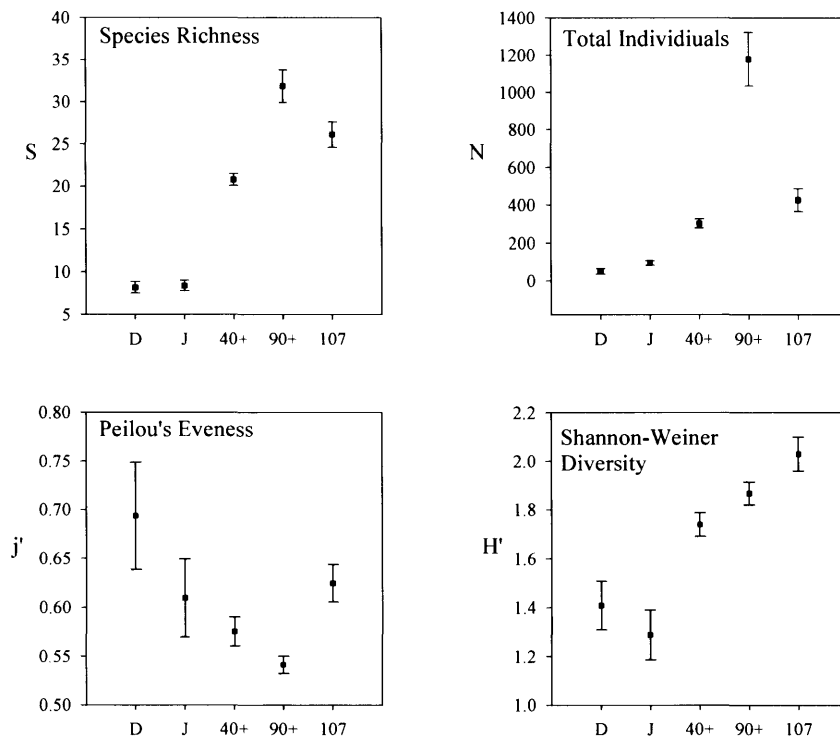 Species Richness
S
40
35
30
25
20
15
10
5
D J 40+ 90+ 107
Total Individiuals
N
1400
1200
1000
800
600
400
200
0
D J 40+ 90+ 107
Peilou's Eveness
j'
0.80
0.75
0.70
0.65
0.60
0.55
0.50
D J 40+ 90+ 107
Shannon-Weiner
Diversity
H'
2.2
2.0
1.8
1.6
1.4
1.2
1.0
D J 40+ 90+ 107